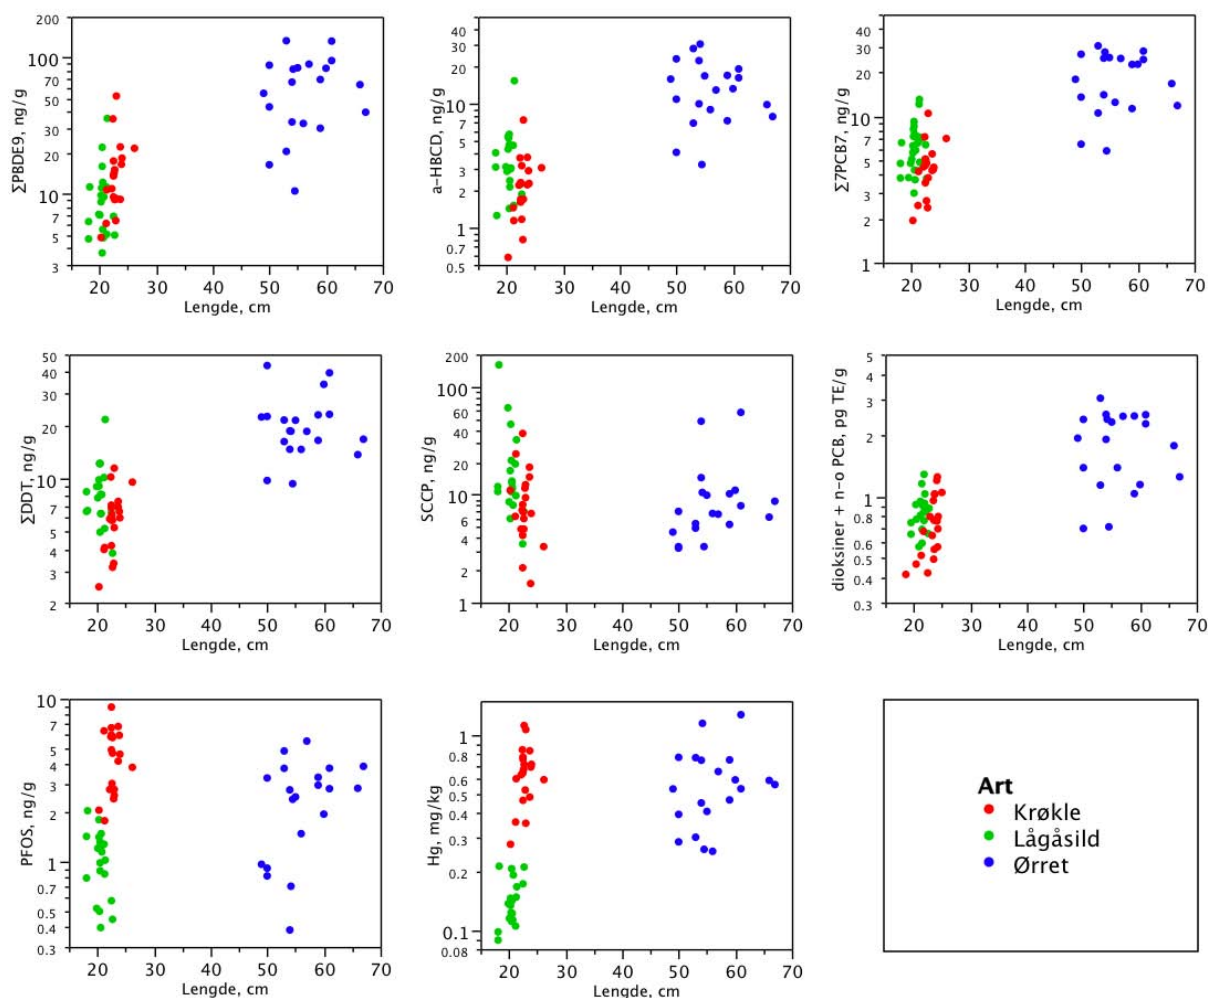 200
100
70
50
30
20
10
7
5
3
ΣPBDE9, ng/g
20 30 40 50 60 70
Lengde, cm
40
30
20
10
7
5
4
3
2
1
0.7
0.5
a-HBCD, ng/g
20 30 40 50 60 70
Lengde, cm
40
30
20
10
7
5
4
3
2
1
Σ7PCB7, ng/g
20 30 40 50 60 70
Lengde, cm
50
40
30
20
10
7
5
4
3
2
ΣDDT, ng/g
20 30 40 50 60 70
Lengde, cm
200
100
60
40
20
10
6
4
2
1
SCCP, ng/g
20 30 40 50 60 70
Lengde, cm
5
4
3
2
1
0.8
0.6
0.5
0.4
0.3
dioksiner + n-o PCB, pg TE/g
20 30 40 50 60 70
Lengde, cm
10
7
5
4
3
2
1
0.7
0.5
0.4
0.3
PFOS, ng/g
20 30 40 50 60 70
Lengde, cm
1
0.8
0.6
0.5
0.4
0.3
0.2
0.1
0.08
Hg, mg/kg
20 30 40 50 60 70
Lengde, cm
Art
Krøkle
Lågåsild
Ørret